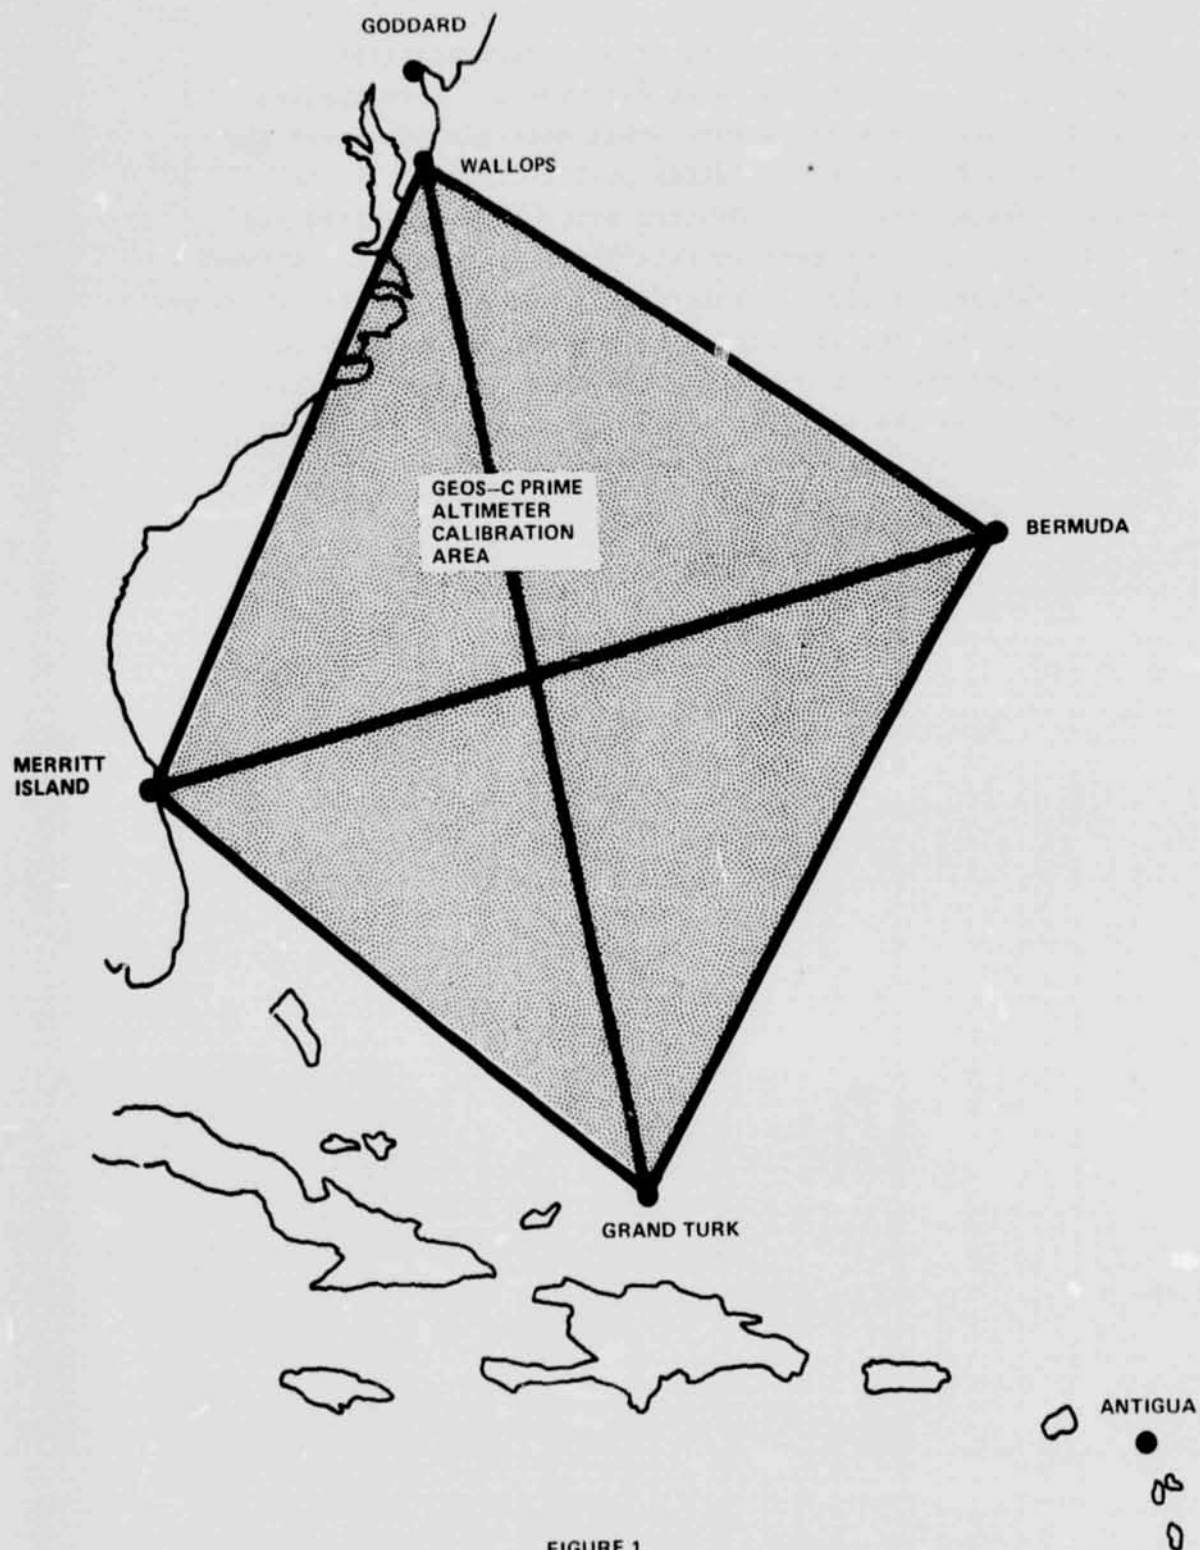 GODDARD
WALLOPS
GEOS-C PRIME
ALTIMETER
CALIBRATION
AREA
BERMUDA
MERRITT
ISLAND
GRAND TURK
ANTIGUA
FIGURE 1